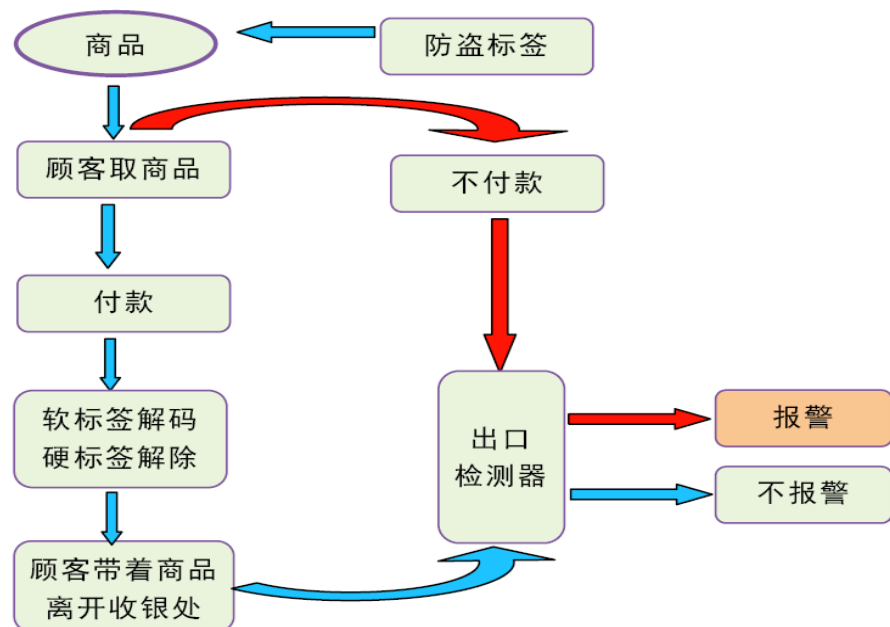 商品
防盗标签
顾客取商品
不付款
付款
软标签解码
硬标签解除
出口
检测器
报警
不报警
顾客带着商品
离开收银处